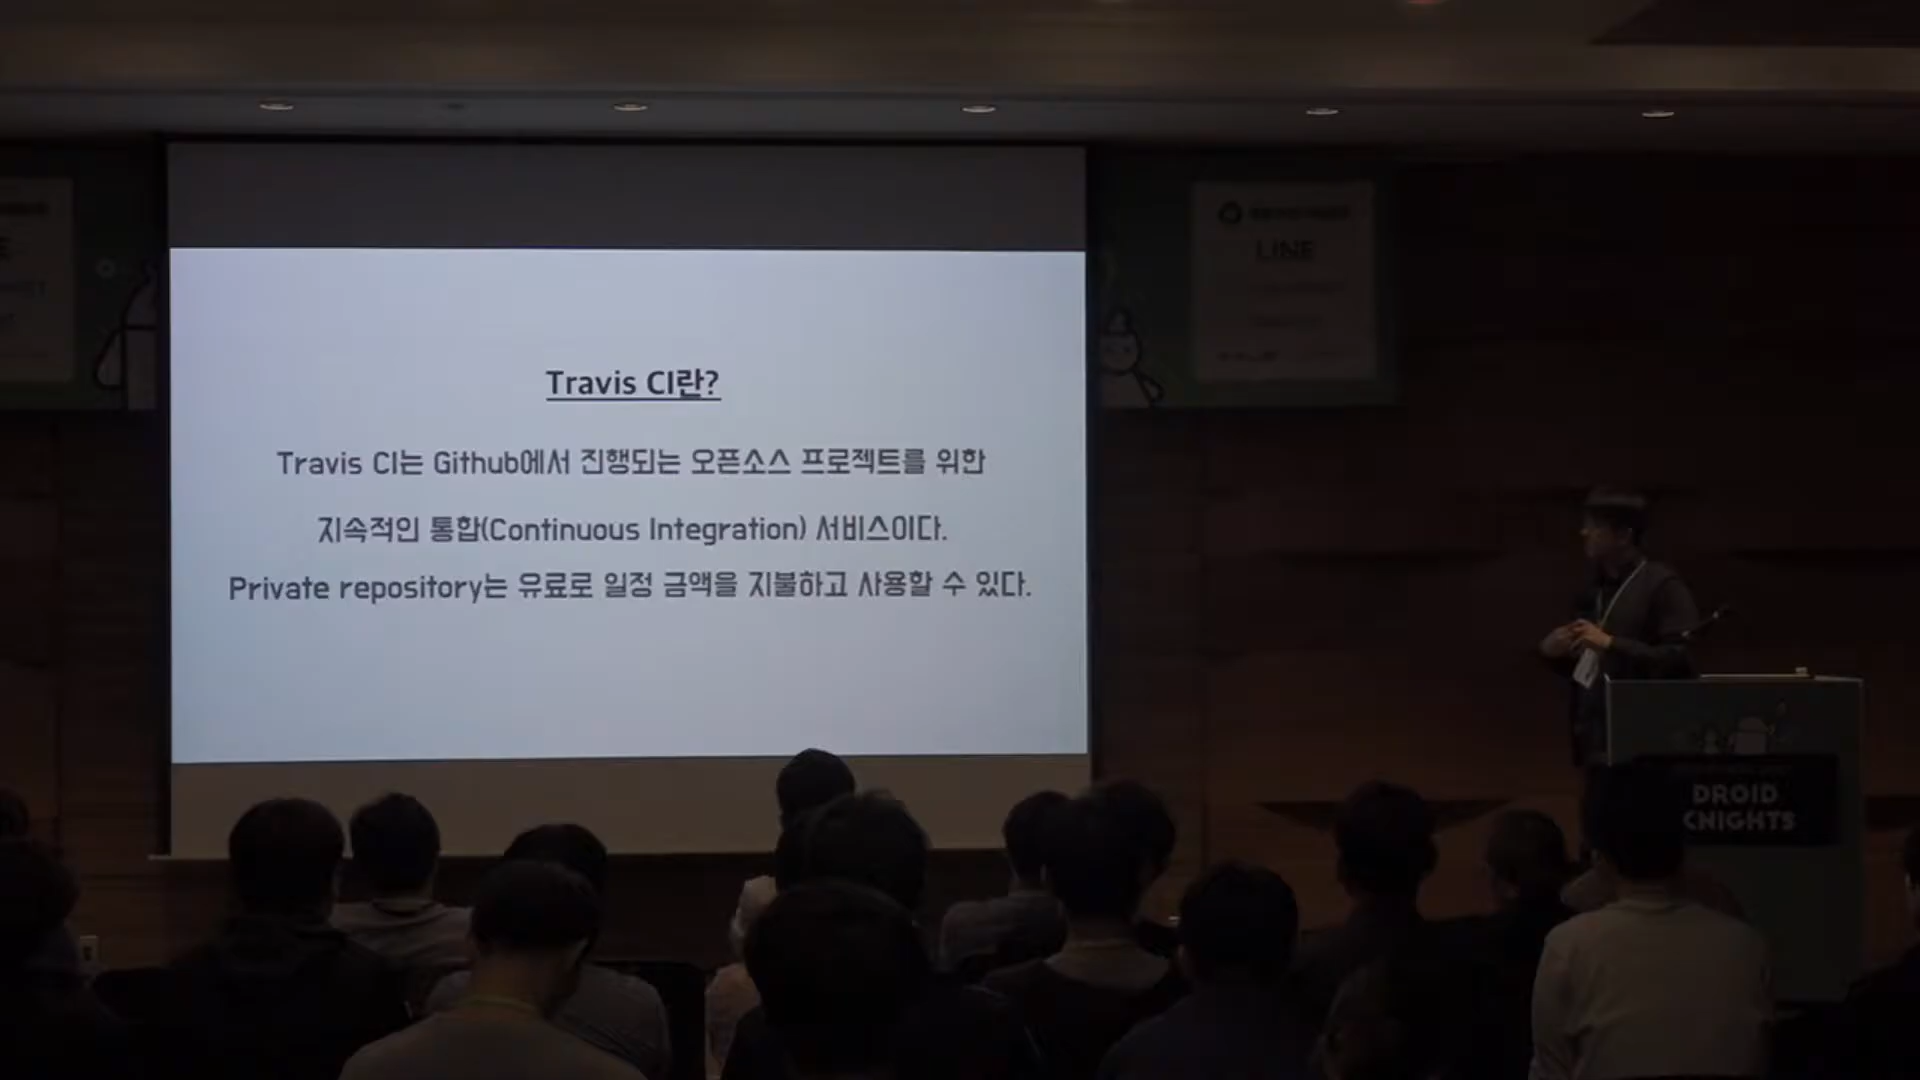 Travis CI란?
Travis CI는 Github에서 진행되는 오픈소스 프로젝트를 위한
지속적인 통합(Continuous Integration) 서비스이다.
Private repository는 유료로 일정 금액을 지불하고 사용할 수 있다.
LINE
DROID
KNIGHTS